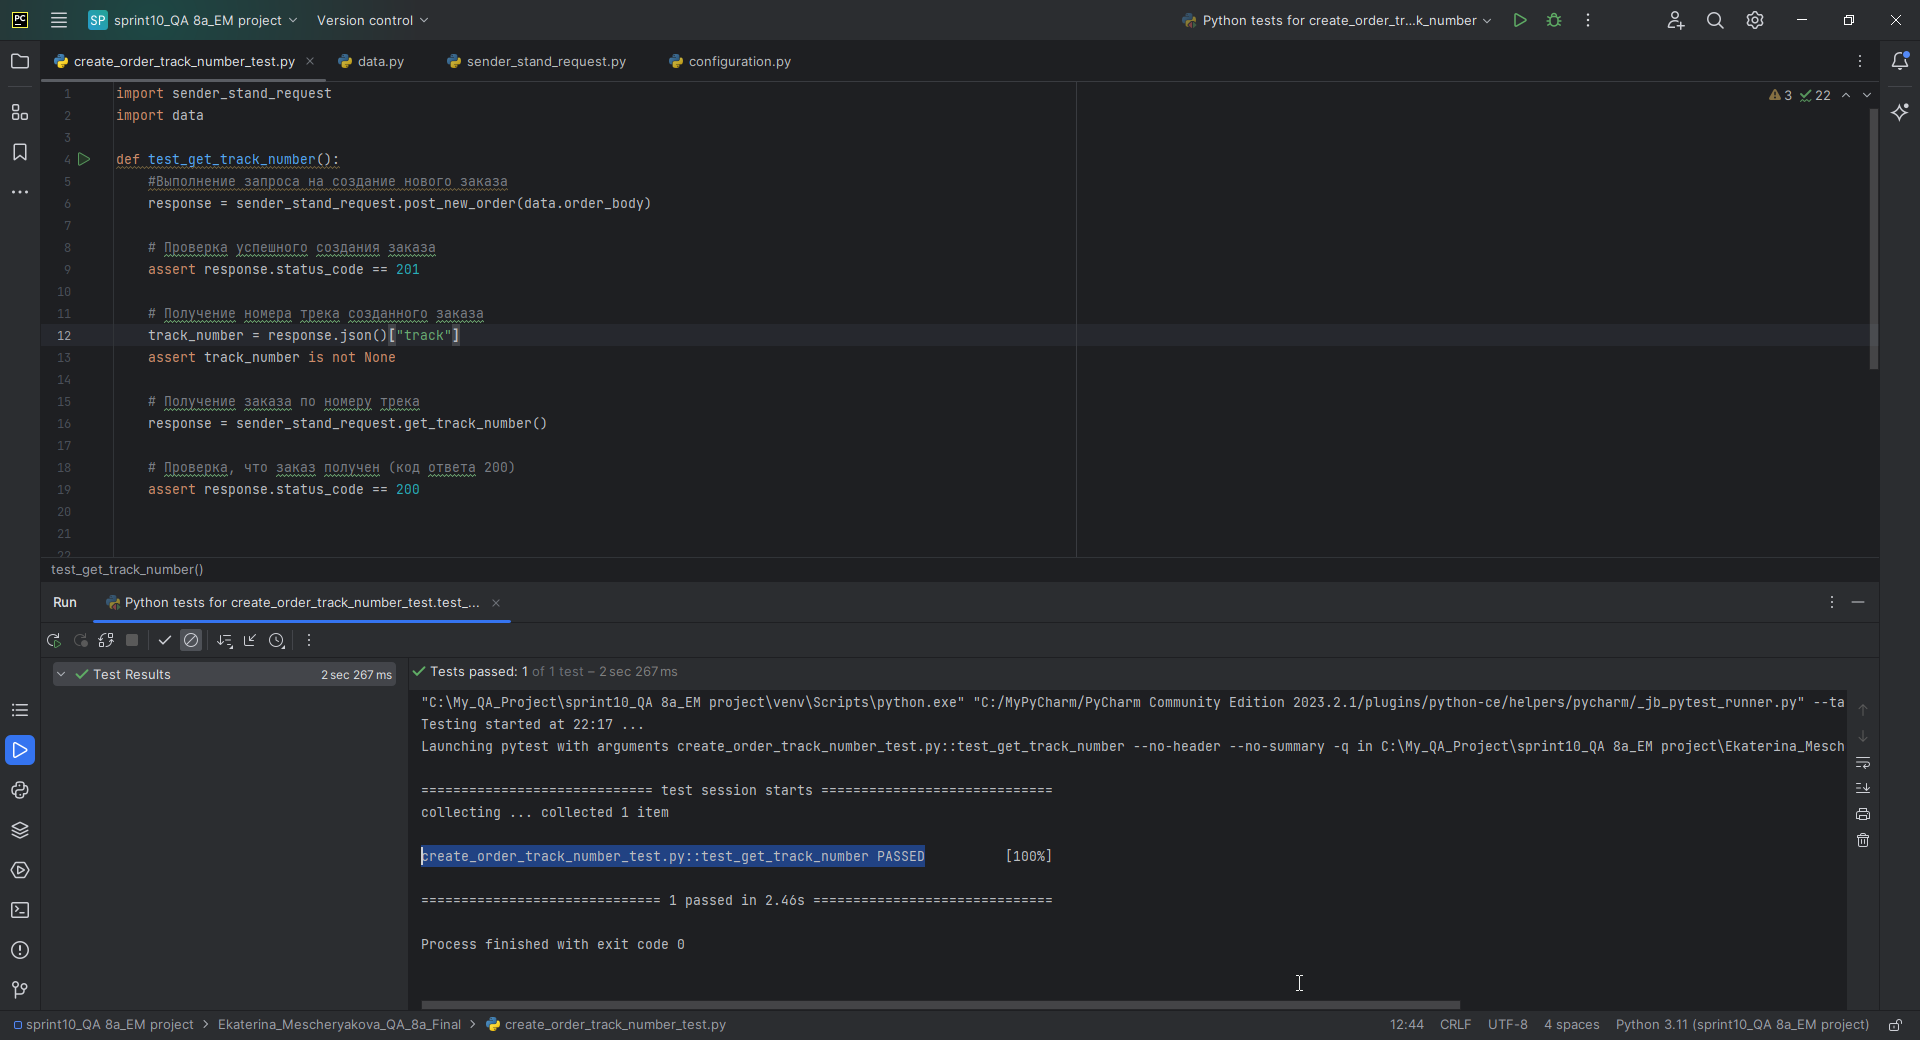 PC SP sprint10_QA 8a_EM project Version control Python tests for create_order_tr...k_number
create_order_track_number_test.py data.py sender_stand_request.py configuration.py
1 import sender_stand_request 3 22
2 import data
3
4 def test_get_track_number():
5 #Выполнение запроса на создание нового заказа
6 response = sender_stand_request.post_new_order(data.order_body)
7
8 # Проверка успешного создания заказа
9 assert response.status_code == 201
10
11 # Получение номера трека созданного заказа
12 track_number = response.json()["track"]
13 assert track_number is not None
14
15 # Получение заказа по номеру трека
16 response = sender_stand_request.get_track_number()
17
18 # Проверка, что заказ получен (код ответа 200)
19 assert response.status_code == 200
20
21
22
test_get_track_number()
Run Python tests for create_order_track_number_test.test_...
Test Results 2 sec 267 ms
Tests passed: 1 of 1 test – 2 sec 267 ms
"C:\My_QA_Project\sprint10_QA 8a_EM project\venv\Scripts\python.exe" "C:/MyPyCharm/PyCharm Community Edition 2023.2.1/plugins/python-ce/helpers/pycharm/_jb_pytest_runner.py" --ta
Testing started at 22:17 ...
Launching pytest with arguments create_order_track_number_test.py::test_get_track_number --no-header --no-summary -q in C:\My_QA_Project\sprint10_QA 8a_EM project\Ekaterina_Mesch
============================= test session starts =============================
collecting ... collected 1 item
create_order_track_number_test.py::test_get_track_number PASSED [100%]
============================== 1 passed in 2.46s ==============================
Process finished with exit code 0
sprint10_QA 8a_EM project > Ekaterina_Mescheryakova_QA_8a_Final > create_order_track_number_test.py 12:44 CRLF UTF-8 4 spaces Python 3.11 (sprint10_QA 8a_EM project)